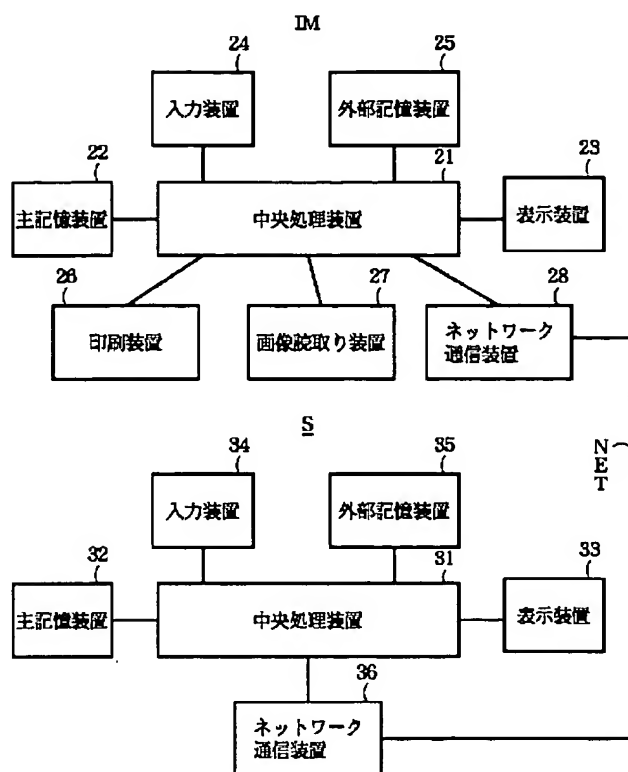 IM
24
25
入力装置
外部記憶装置
22
21
23
主記憶装置
中央処理装置
表示装置
26
27
28
印刷装置
画像読取り装置
ネットワーク
通信装置
S
NET
34
35
入力装置
外部記憶装置
32
31
33
主記憶装置
中央処理装置
表示装置
36
ネットワーク
通信装置